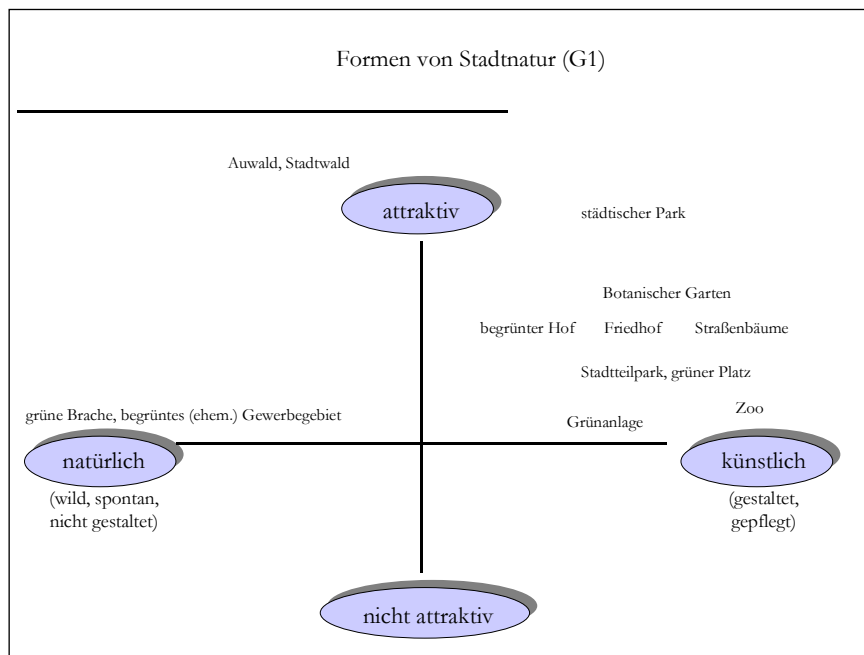 Formen von Stadtnatur (G1)
Auwald, Stadtwald
attraktiv
städtischer Park
Botanischer Garten
begrünter Hof Friedhof Straßenbäume
Stadtteilpark, grüner Platz
Zoo
grüne Brache, begrüntes (ehem.) Gewerbegebiet
Grünanlage
natürlich
künstlich
(wild, spontan,
nicht gestaltet)
(gestaltet,
gepflegt)
nicht attraktiv